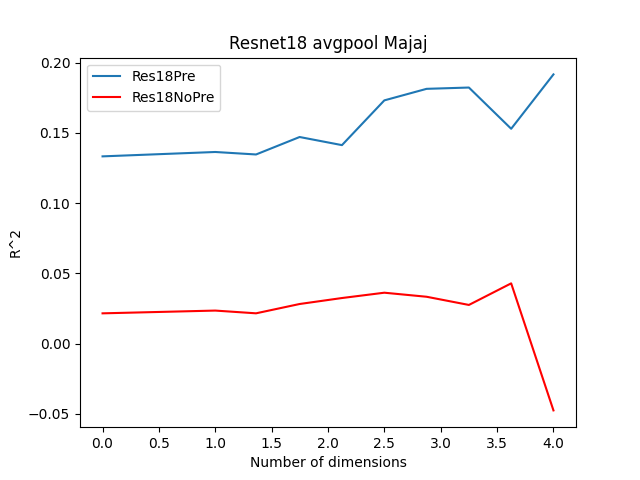 Resnet18 avgpool Majaj
Res18Pre
Res18NoPre
R^2
0.20
0.15
0.10
0.05
0.00
−0.05
0.0 0.5 1.0 1.5 2.0 2.5 3.0 3.5 4.0
Number of dimensions